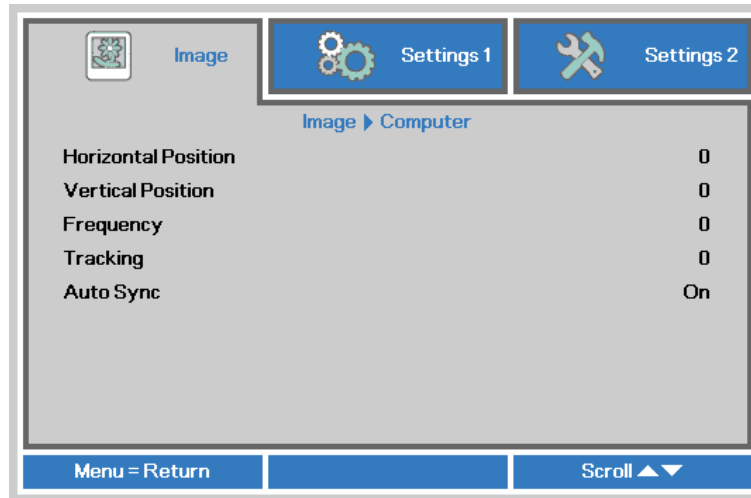 Image Settings 1 Settings 2
Image ▶ Computer
Horizontal Position 0
Vertical Position 0
Frequency 0
Tracking 0
Auto Sync On
Menu = Return Scroll ▲▼